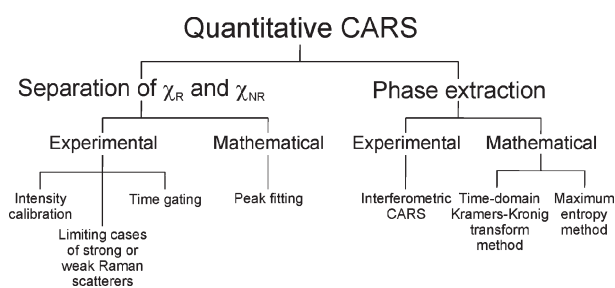 Quantitative CARS
Separation of χR and χNR
Phase extraction
Experimental
Mathematical
Experimental
Mathematical
Intensity
calibration
Limiting cases
of strong or
weak Raman
scatterers
Time gating
Peak fitting
Interferometric
CARS
Time-domain
Kramers-Kronig
transform
method
Maximum
entropy
method